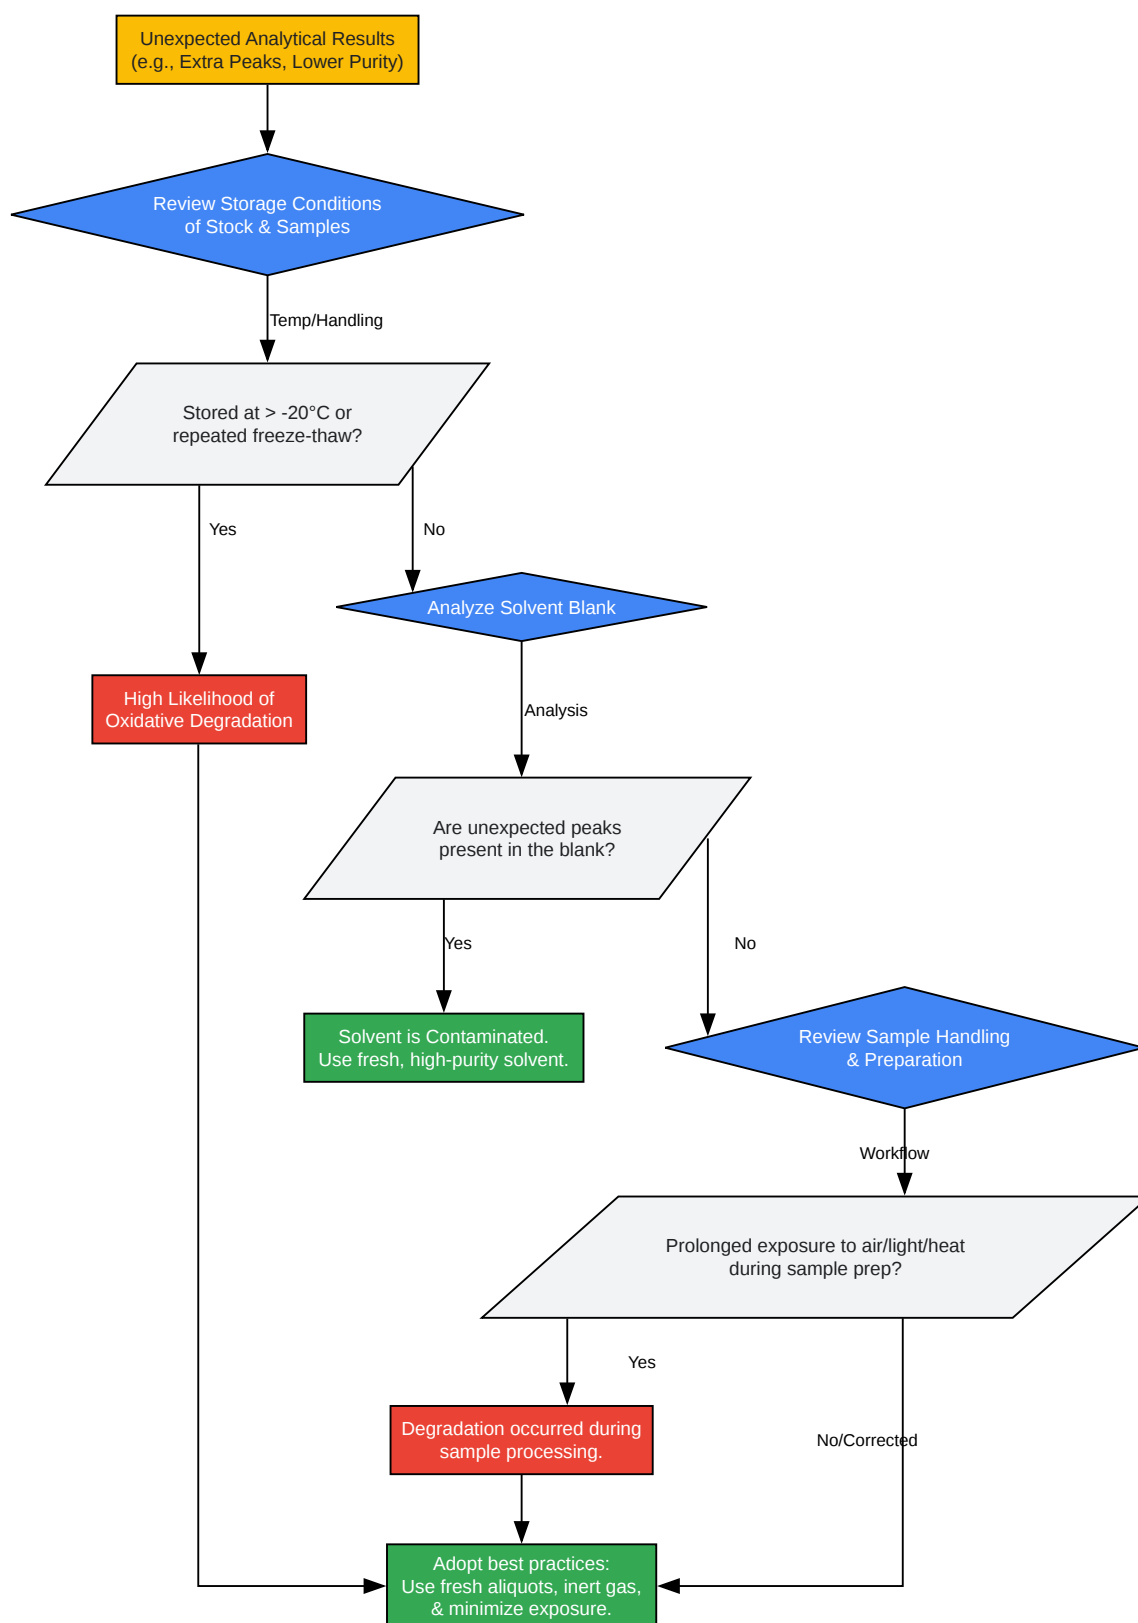 Unexpected Analytical Results
(e.g., Extra Peaks, Lower Purity)
Review Storage Conditions
of Stock & Samples
Temp/Handling
Stored at > -20°C or
repeated freeze-thaw?
Yes
No
Analyze Solvent Blank
High Likelihood of
Oxidative Degradation
Analysis
Are unexpected peaks
present in the blank?
Yes
No
Solvent is Contaminated.
Use fresh, high-purity solvent.
Review Sample Handling
& Preparation
Workflow
Prolonged exposure to air/light/heat
during sample prep?
Yes
Degradation occurred during
sample processing.
No/Corrected
Adopt best practices:
Use fresh aliquots, inert gas,
& minimize exposure.